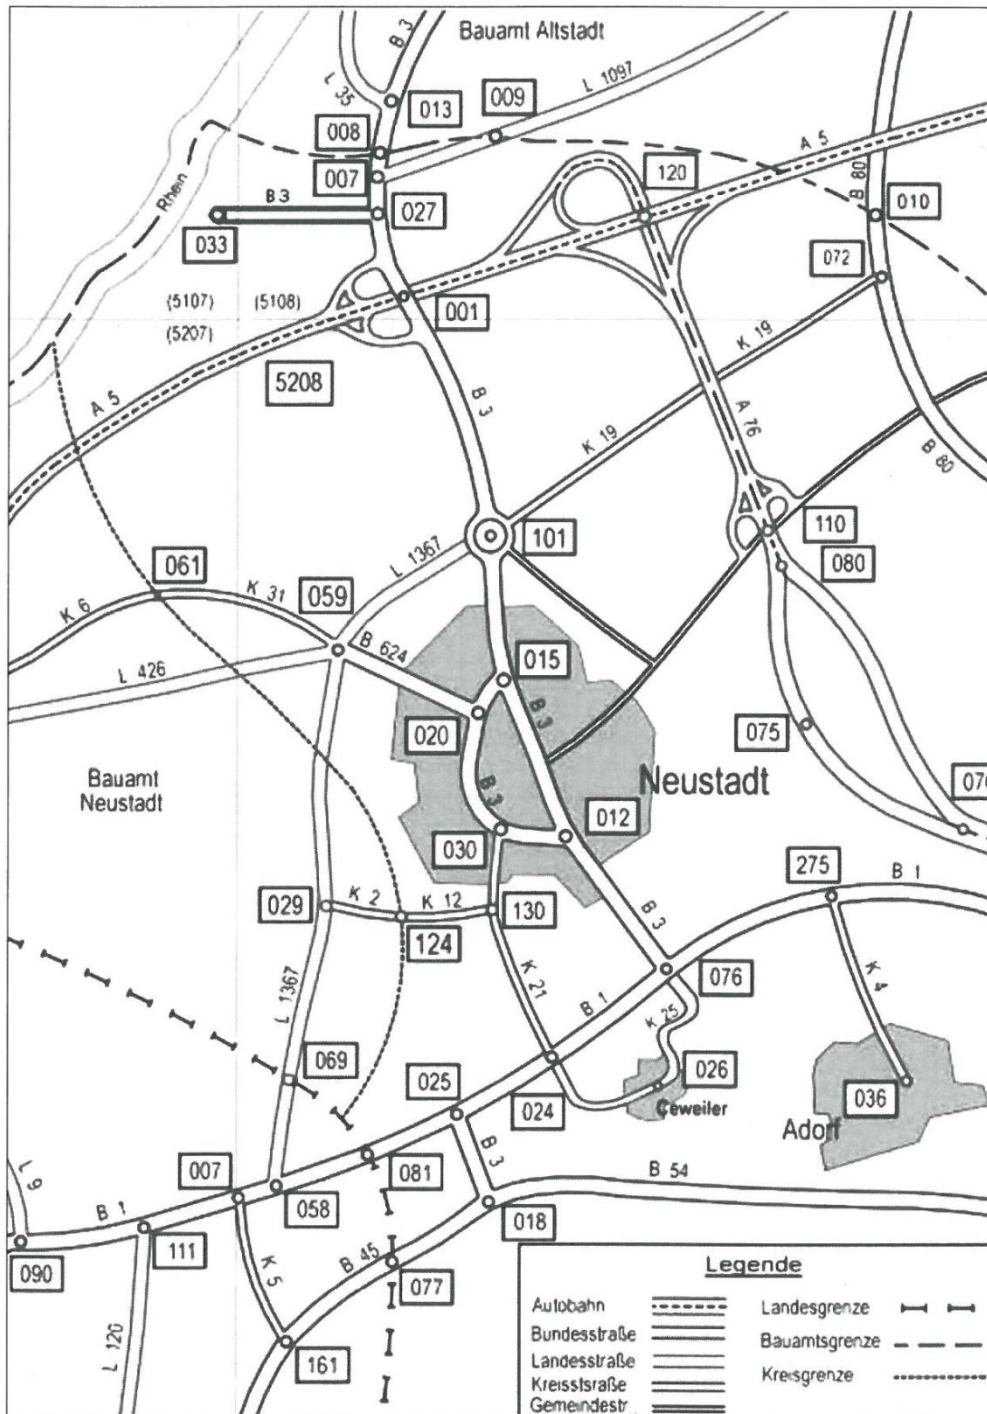 Bauamt Altstadt
B 3
L 35
013
009
L 1097
008
007
120
A 5
B 80
010
Rhein
B 3
027
033
072
(5107)
(5108)
(5207)
001
5208
K 19
A 5
B 3
K 19
A 76
B 80
101
110
080
L 1367
061
K 31
059
K 6
B 624
L 426
015
B 3
020
075
Bauamt
Neustadt
Neustadt
B 3
012
030
275
B 1
029
K 2
K 12
130
124
B 3
076
K 21
B 1
K 25
K 4
L 1367
069
025
026
024
Ceweiler
036
Adorf
L 9
007
081
B 3
B 54
058
018
B 1
111
090
K 5
B 45
077
L 120
161
Legende
Autobahn
Bundesstraße
Landesstraße
Kreisstsraße
Gemeindestr.
Landesgrenze
Bauamtsgrenze
Kreisgrenze